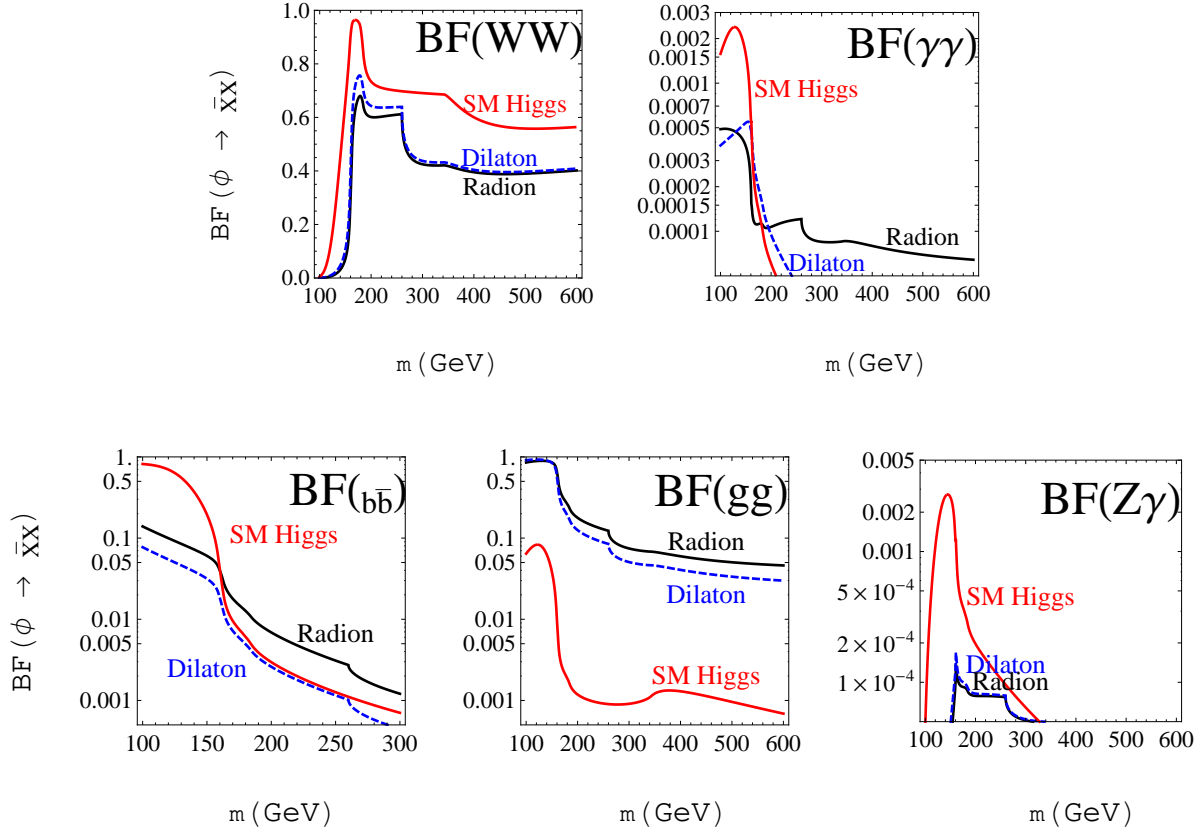 BF(WW)
SM Higgs
Dilaton
Radion
1.0
0.8
0.6
0.4
0.2
0.0
100 200 300 400 500 600
m (GeV)
BF (ϕ → X̄X)
BF(γγ)
SM Higgs
Radion
Dilaton
0.003
0.002
0.0015
0.001
0.0007
0.0005
0.0003
0.0002
0.00015
0.0001
100 200 300 400 500 600
m (GeV)
BF(bb̄)
SM Higgs
Radion
Dilaton
1.
0.5
0.1
0.05
0.01
0.005
0.001
100 150 200 250 300
m (GeV)
BF (ϕ → X̄X)
BF(gg)
Radion
Dilaton
SM Higgs
1.
0.5
0.1
0.05
0.01
0.005
0.001
100 200 300 400 500 600
m (GeV)
BF(Zγ)
SM Higgs
Dilaton
Radion
0.005
0.002
0.001
5 × 10⁻⁴
2 × 10⁻⁴
1 × 10⁻⁴
100 200 300 400 500 600
m (GeV)